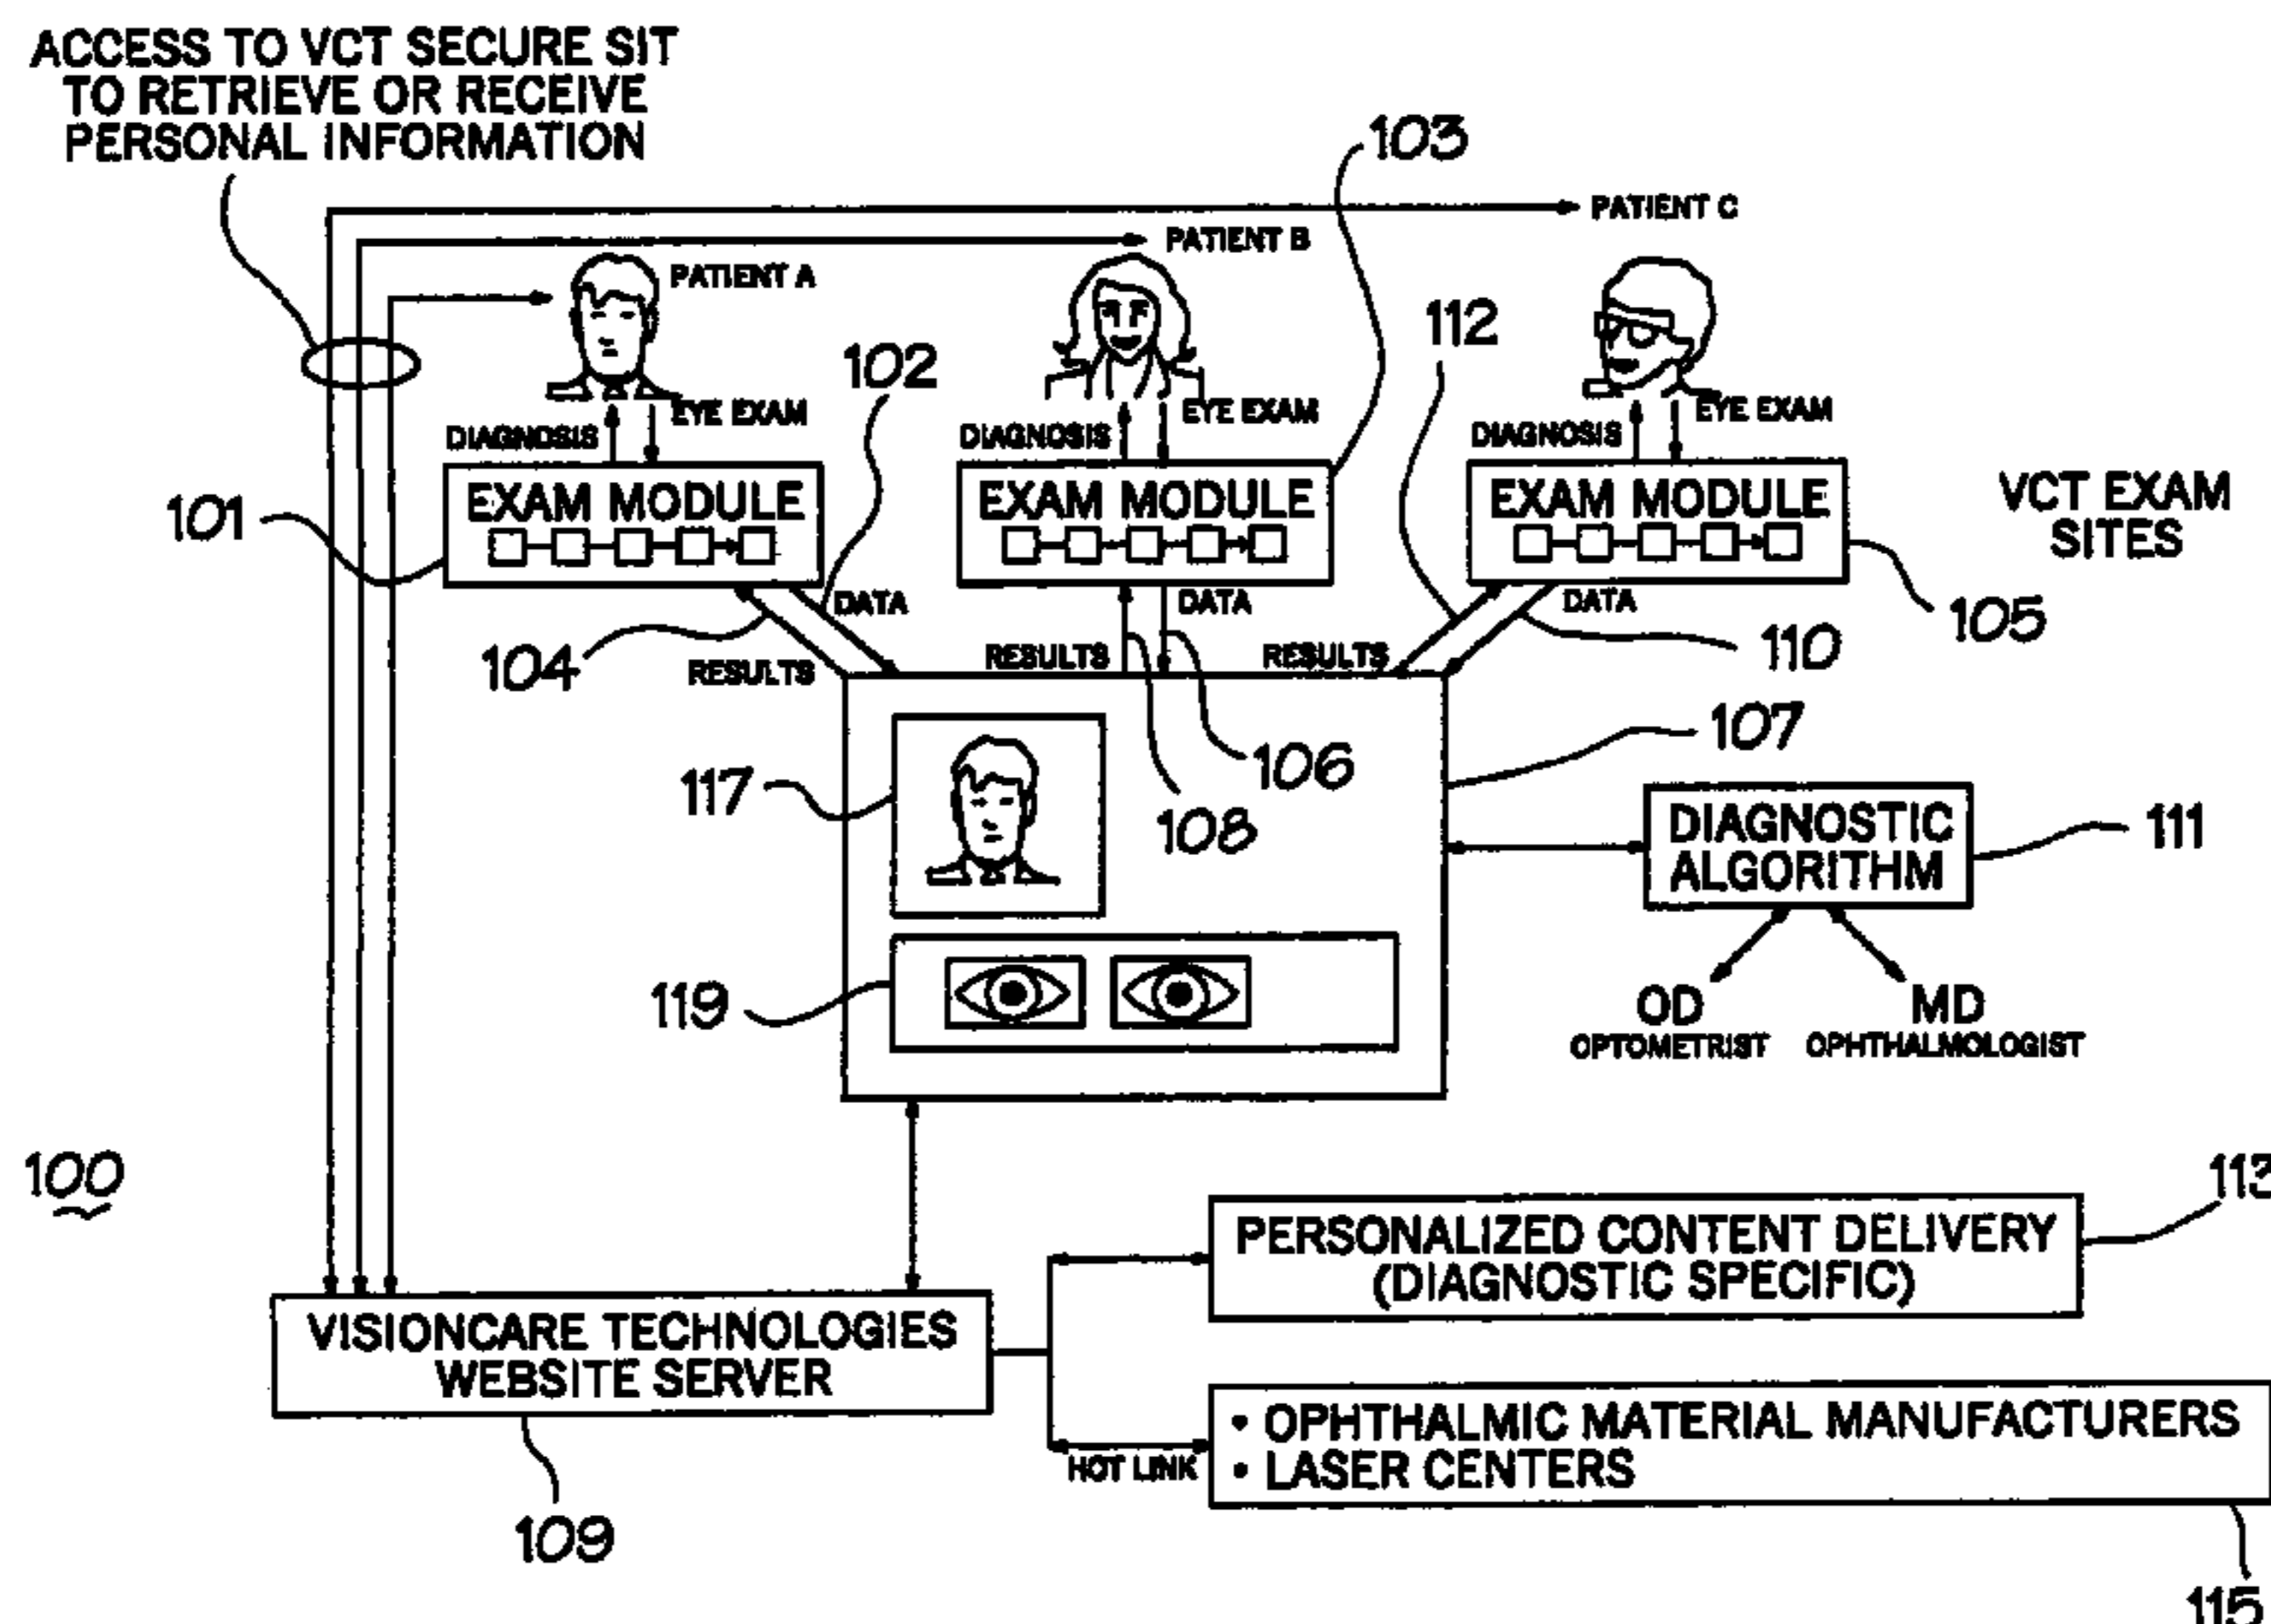 ACCESS TO VCT SECURE SIT
TO RETRIEVE OR RECEIVE
PERSONAL INFORMATION
103
PATIENT C
PATIENT B
PATIENT A
102
112
DIAGNOSIS
EYE EXAM
DIAGNOSIS
EYE EXAM
DIAGNOSIS
EYE EXAM
101
EXAM MODULE
EXAM MODULE
EXAM MODULE
VCT EXAM
SITES
DATA
DATA
DATA
105
104
RESULTS
RESULTS
RESULTS
110
107
117
106
108
DIAGNOSTIC
ALGORITHM
111
119
OD
OPTOMETRIST
MD
OPHTHALMOLOGIST
100
113
PERSONALIZED CONTENT DELIVERY
(DIAGNOSTIC SPECIFIC)
VISIONCARE TECHNOLOGIES
WEBSITE SERVER
• OPHTHALMIC MATERIAL MANUFACTURERS
• LASER CENTERS
HOT LINK
109
115